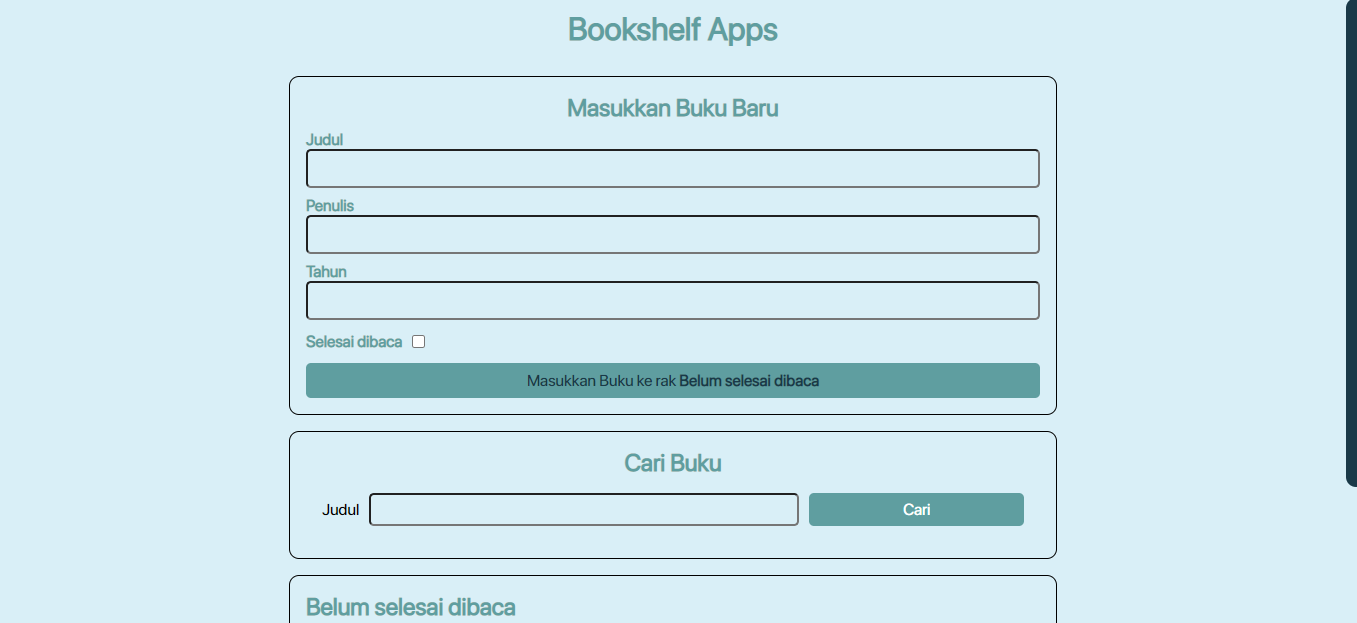 Bookshelf Apps
Masukkan Buku Baru
Judul
Penulis
Tahun
Selesai dibaca
Masukkan Buku ke rak Belum selesai dibaca
Cari Buku
Judul
Cari
Belum selesai dibaca